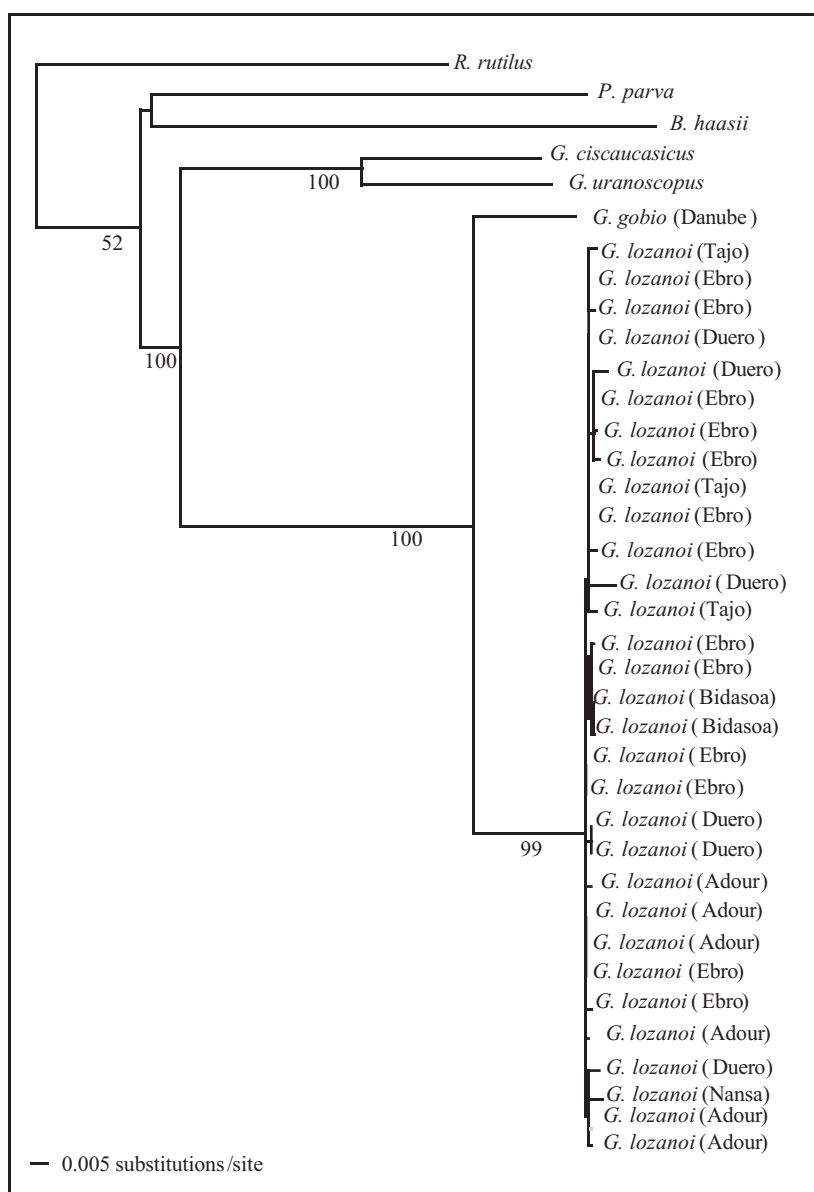 R. rutilus
P. parva
B. haasii
G. ciscaucasicus
100
G. uranoscopus
G. gobio (Danube)
52
G. lozanoi (Tajo)
G. lozanoi (Ebro)
G. lozanoi (Ebro)
G. lozanoi (Duero)
100
G. lozanoi (Duero)
G. lozanoi (Ebro)
G. lozanoi (Ebro)
G. lozanoi (Ebro)
G. lozanoi (Tajo)
G. lozanoi (Ebro)
100
G. lozanoi (Ebro)
G. lozanoi (Duero)
G. lozanoi (Tajo)
G. lozanoi (Ebro)
G. lozanoi (Ebro)
G. lozanoi (Bidasoa)
G. lozanoi (Bidasoa)
G. lozanoi (Ebro)
G. lozanoi (Ebro)
G. lozanoi (Duero)
99
G. lozanoi (Duero)
G. lozanoi (Adour)
G. lozanoi (Adour)
G. lozanoi (Adour)
G. lozanoi (Ebro)
G. lozanoi (Ebro)
G. lozanoi (Adour)
G. lozanoi (Duero)
G. lozanoi (Nansa)
G. lozanoi (Adour)
G. lozanoi (Adour)
0.005 substitutions/site